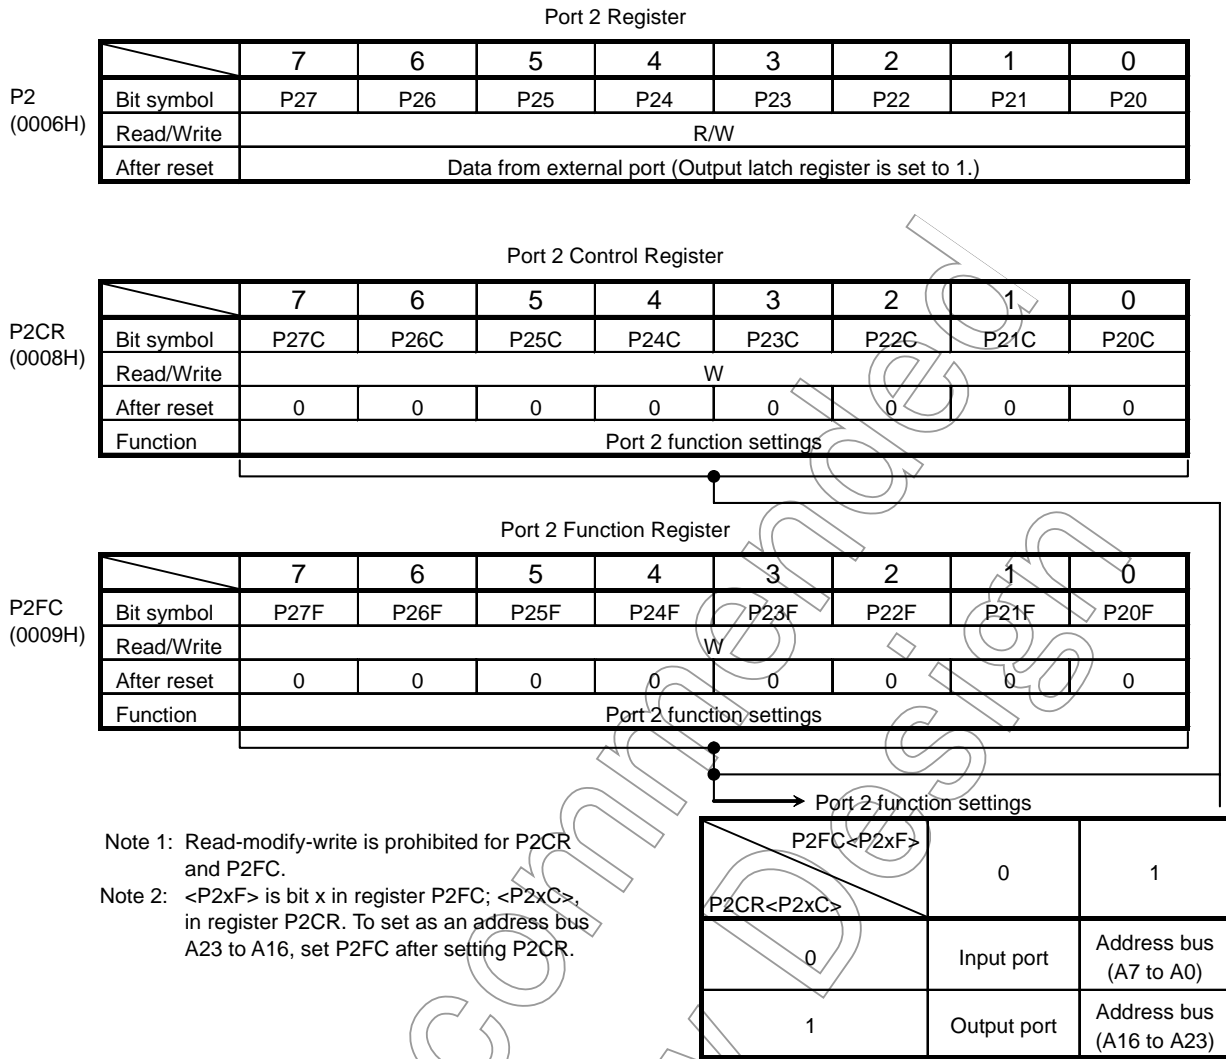 Port 2 Register
7 6 5 4 3 2 1 0
P2
(0006H)
Bit symbol P27 P26 P25 P24 P23 P22 P21 P20
Read/Write R/W
After reset Data from external port (Output latch register is set to 1.)
Port 2 Control Register
7 6 5 4 3 2 1 0
P2CR
(0008H)
Bit symbol P27C P26C P25C P24C P23C P22C P21C P20C
Read/Write W
After reset 0 0 0 0 0 0 0 0
Function Port 2 function settings
Port 2 Function Register
7 6 5 4 3 2 1 0
P2FC
(0009H)
Bit symbol P27F P26F P25F P24F P23F P22F P21F P20F
Read/Write W
After reset 0 0 0 0 0 0 0 0
Function Port 2 function settings
Port 2 function settings
Note 1: Read-modify-write is prohibited for P2CR
and P2FC.
Note 2: <P2xF> is bit x in register P2FC; <P2xC>,
in register P2CR. To set as an address bus
A23 to A16, set P2FC after setting P2CR.
P2FC<P2xF> 0 1
P2CR<P2xC>
0 Input port Address bus
(A7 to A0)
1 Output port Address bus
(A16 to A23)
commended
w Design